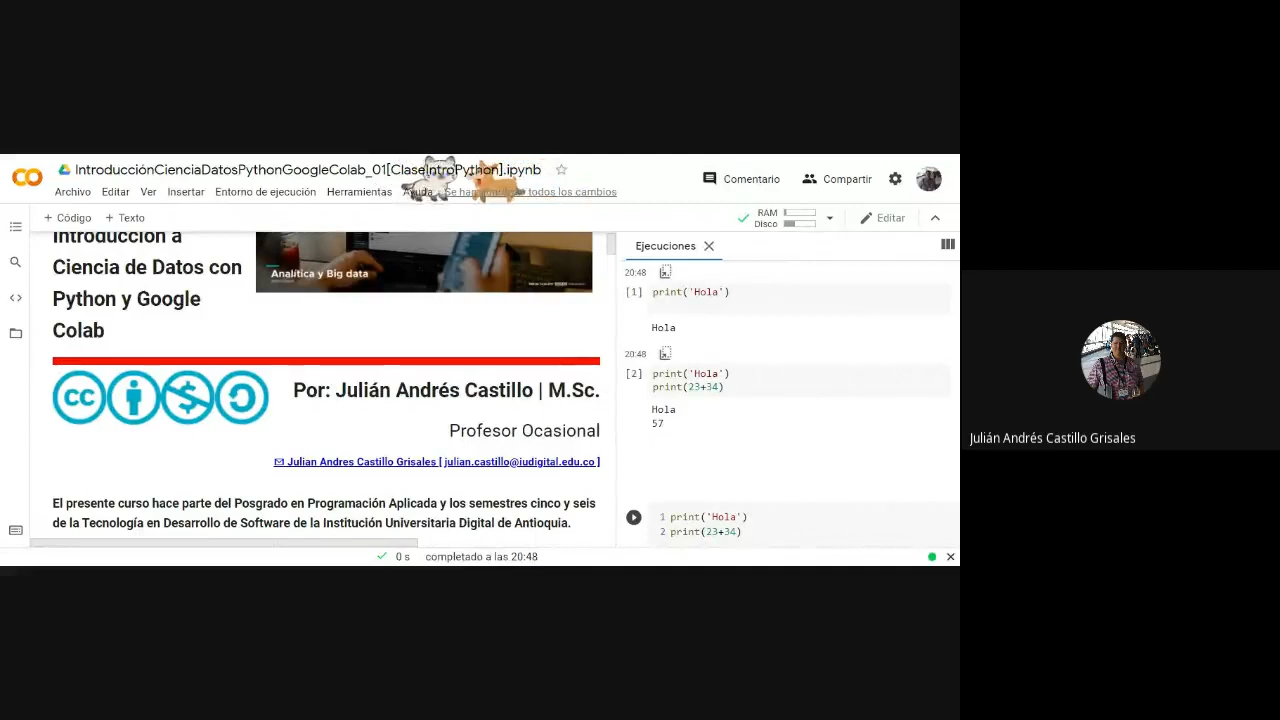 IntroducciónCienciaDatosPythonGoogleColab_01[ClaseIntroPython].ipynb
Archivo Editar Ver Insertar Entorno de ejecución Herramientas Ayuda todos los cambios
Comentario Compartir
+ Código + Texto
RAM
Disco
Editar
Introducción a
Ciencia de Datos con
Python y Google
Colab
Analítica y Big data
Por: Julián Andrés Castillo | M.Sc.
Profesor Ocasional
Julian Andres Castillo Grisales [ julian.castillo@iudigital.edu.co ]
El presente curso hace parte del Posgrado en Programación Aplicada y los semestres cinco y seis
de la Tecnología en Desarrollo de Software de la Institución Universitaria Digital de Antioquia.
Ejecuciones
20:48
[1] print('Hola')
Hola
20:48
[2] print('Hola')
print(23+34)
Hola
57
1 print('Hola')
2 print(23+34)
0 s completado a las 20:48
Julián Andrés Castillo Grisales